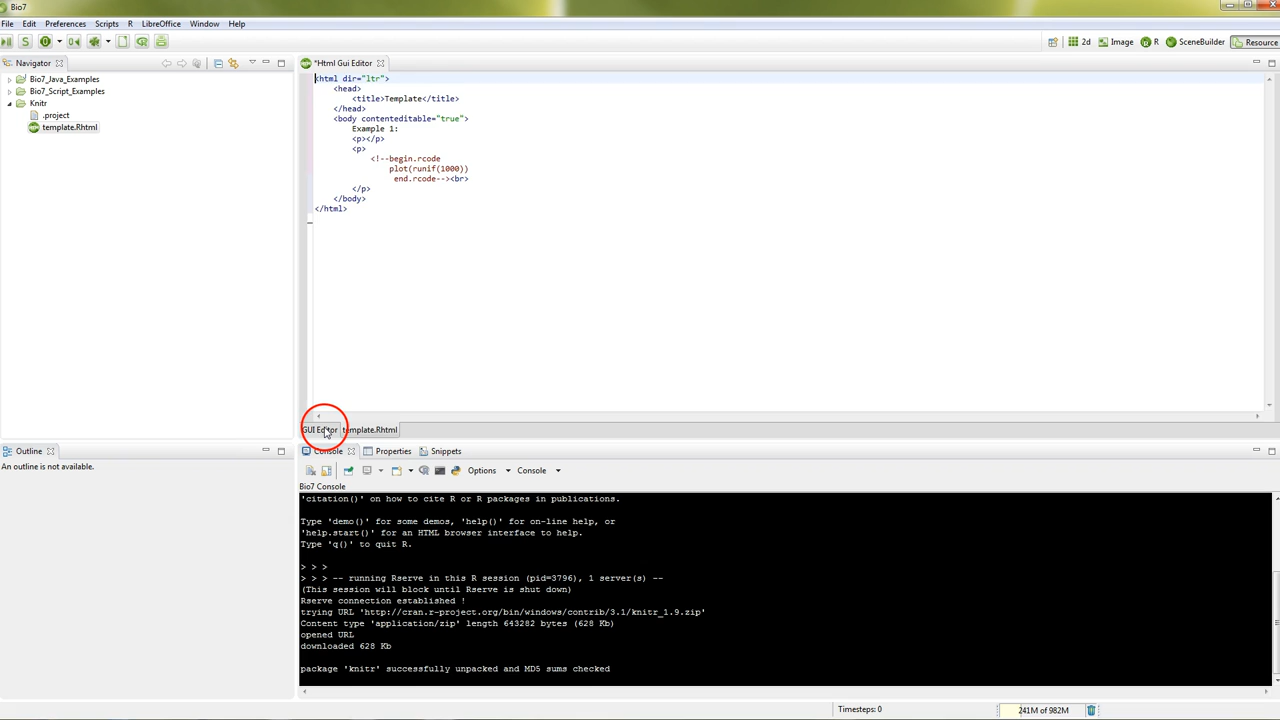 Bio7
File Edit Preferences Scripts R LibreOffice Window Help
2d Image R SceneBuilder Resource
Navigator
*Html Gui Editor
Bio7_Java_Examples
Bio7_Script_Examples
Knitr
.project
template.Rhtml
<html dir="ltr">
<head>
<title>Template</title>
</head>
<body contenteditable="true">
Example 1:
<p></p>
<p>
<!--begin.rcode
plot(runif(1000))
end.rcode--><br>
</p>
</body>
</html>
GUI Editor template.Rhtml
Outline
An outline is not available.
Console Properties Snippets
Options Console
Bio7 Console
'citation()' on how to cite R or R packages in publications.
Type 'demo()' for some demos, 'help()' for on-line help, or
'help.start()' for an HTML browser interface to help.
Type 'q()' to quit R.
> > >
> > > -- running Rserve in this R session (pid=3796), 1 server(s) --
(This session will block until Rserve is shut down)
Rserve connection established !
trying URL 'http://cran.r-project.org/bin/windows/contrib/3.1/knitr_1.9.zip'
Content type 'application/zip' length 643282 bytes (628 Kb)
opened URL
downloaded 628 Kb
package 'knitr' successfully unpacked and MD5 sums checked
Timesteps: 0
241M of 982M